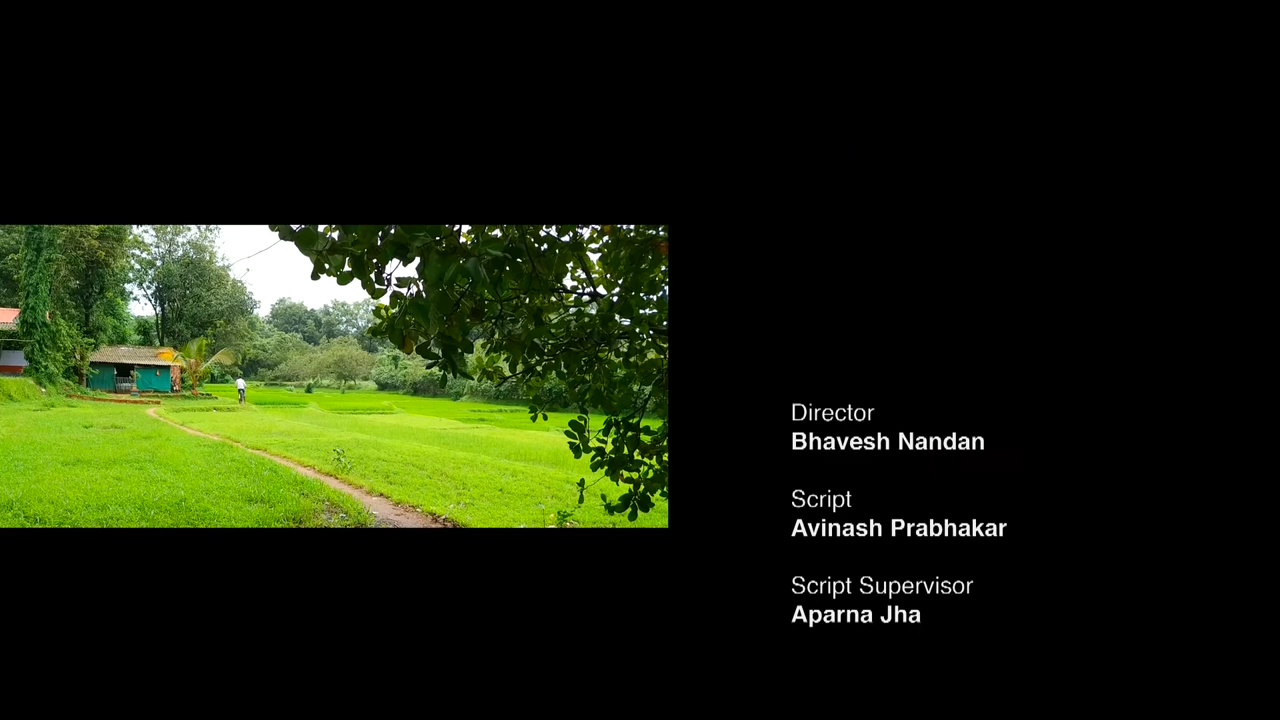 Director
Bhavesh Nandan
Script
Avinash Prabhakar
Script Supervisor
Aparna Jha